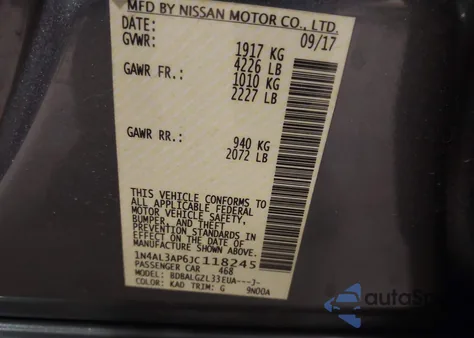 MFD BY NISSAN MOTOR CO., LTD.
DATE: 09/17
GVWR: 1917 KG
4226 LB
GAWR FR.: 1010 KG
2227 LB
GAWR RR.: 940 KG
2072 LB
THIS VEHICLE CONFORMS TO
ALL APPLICABLE FEDERAL
MOTOR VEHICLE SAFETY,
BUMPER, AND THEFT
PREVENTION STANDARDS IN
EFFECT ON THE DATE OF
MANUFACTURE SHOWN ABOVE.
1N4AL3AP6JC118245
PASSENGER CAR 468
MODEL: BDBALGZL33EUA---J-
COLOR: KAD TRIM: G 9N00A